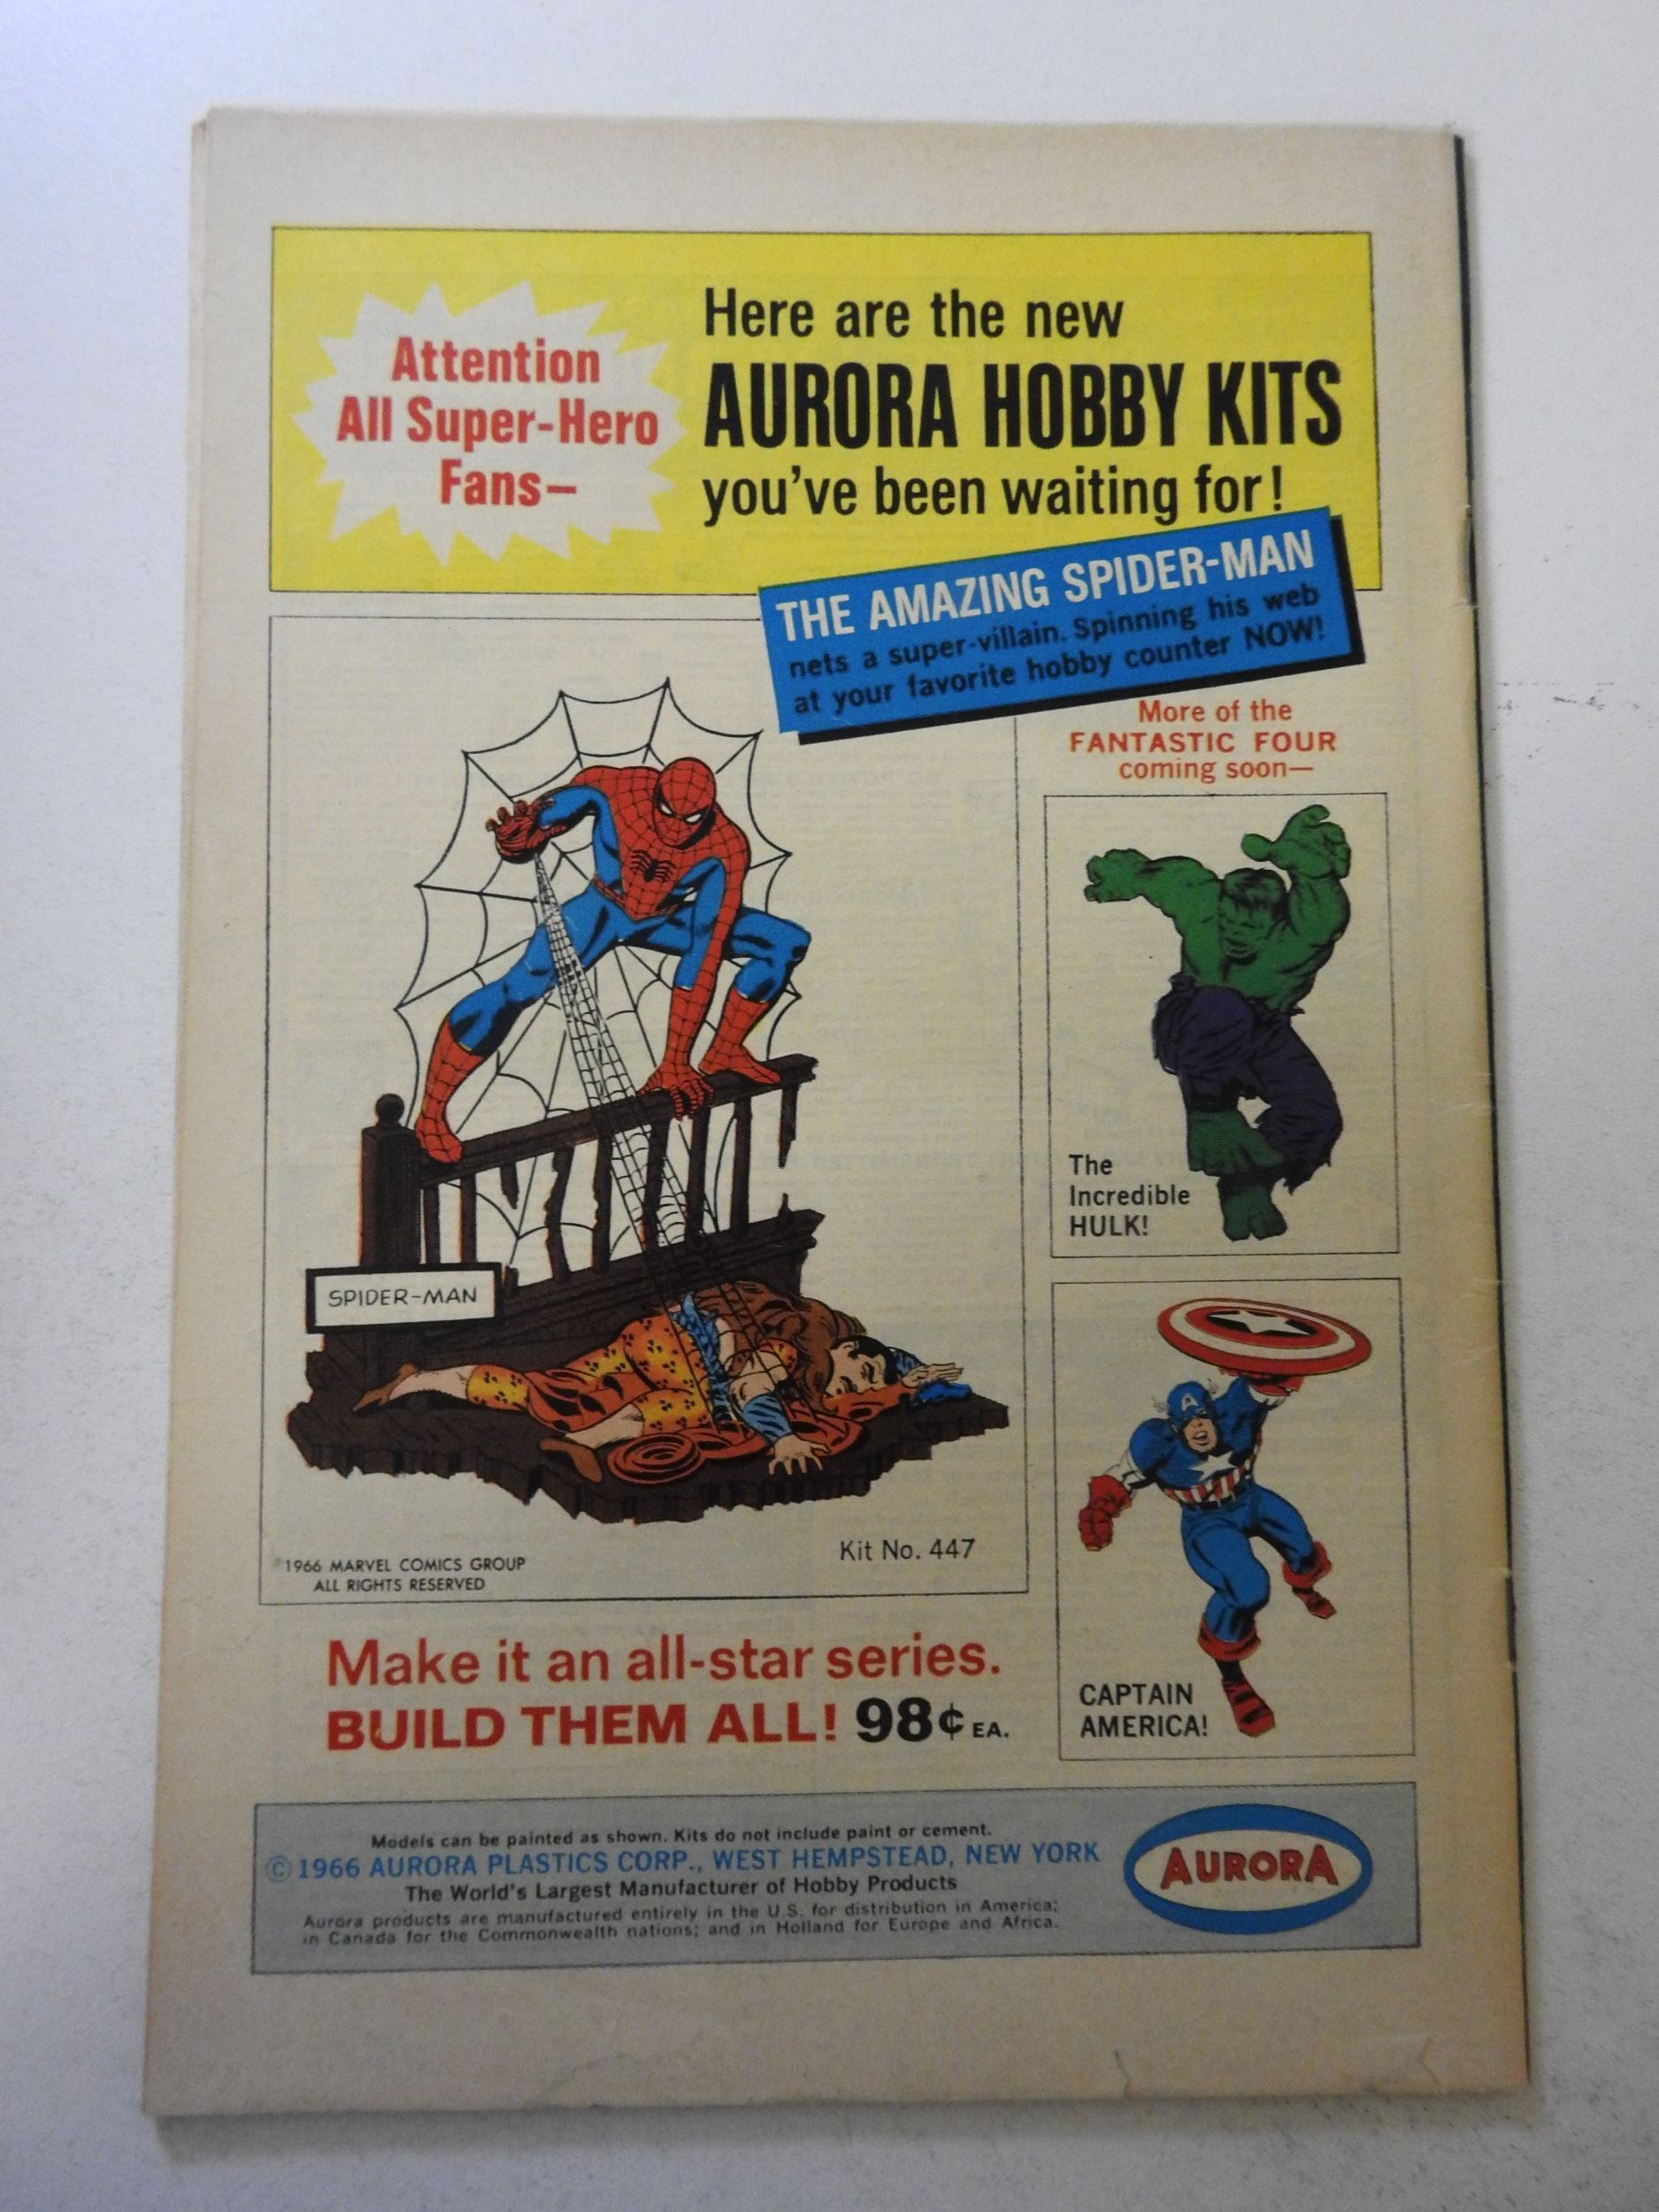 Attention
All Super-Hero
Fans—
Here are the new
AURORA HOBBY KITS
you've been waiting for!
THE AMAZING SPIDER-MAN
nets a super-villain. Spinning his web
at your favorite hobby counter NOW!
More of the
FANTASTIC FOUR
coming soon—
The
Incredible
HULK!
SPIDER-MAN
Kit No. 447
©1966 MARVEL COMICS GROUP
ALL RIGHTS RESERVED
A
CAPTAIN
AMERICA!
Make it an all-star series.
BUILD THEM ALL! 98¢ EA.
Models can be painted as shown. Kits do not include paint or cement.
© 1966 AURORA PLASTICS CORP., WEST HEMPSTEAD, NEW YORK
The World's Largest Manufacturer of Hobby Products
Aurora products are manufactured entirely in the U.S. for distribution in America;
in Canada for the Commonwealth nations; and in Holland for Europe and Africa.
AURORA